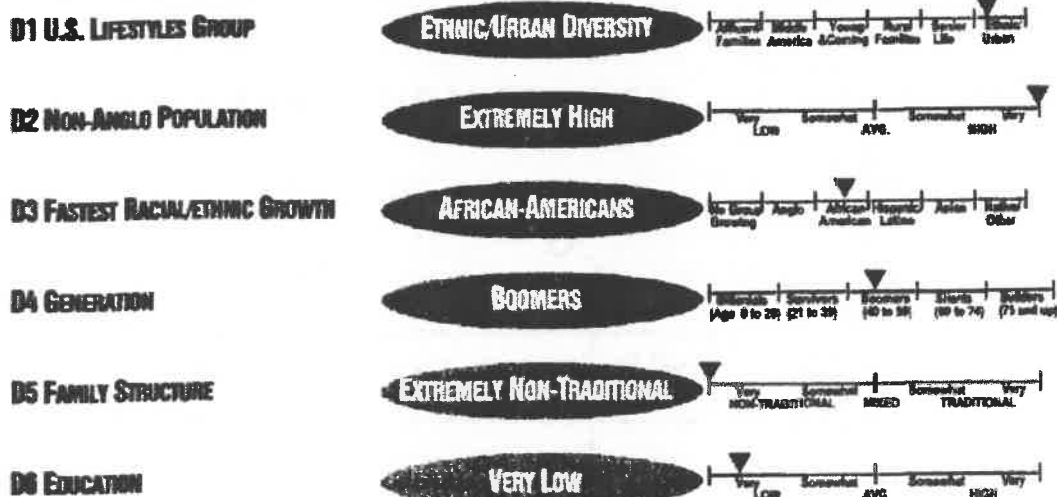 D1 U.S. LIFESTYLES GROUP
ETHNIC/URBAN DIVERSITY
Affluent Families Middle America Young &Coming Rural Families Senior Life Ethnic Urban
D2 NON-ANGLO POPULATION
EXTREMELY HIGH
Very Somewhat Somewhat Very
LOW AVG. HIGH
D3 FASTEST RACIAL/ETHNIC GROWTH
AFRICAN-AMERICANS
No Group Growing Anglo African American Hispanic Latino Asian Native Other
D4 GENERATION
BOOMERS
Millennials Survivors Boomers Silents Builders
(Age 0 to 20) (21 to 39) (40 to 59) (60 to 74) (75 and up)
D5 FAMILY STRUCTURE
EXTREMELY NON-TRADITIONAL
Very Somewhat Somewhat Very
NON-TRADITIONAL MIXED TRADITIONAL
D6 EDUCATION
VERY LOW
Very Somewhat Somewhat Very
LOW AVG HIGH